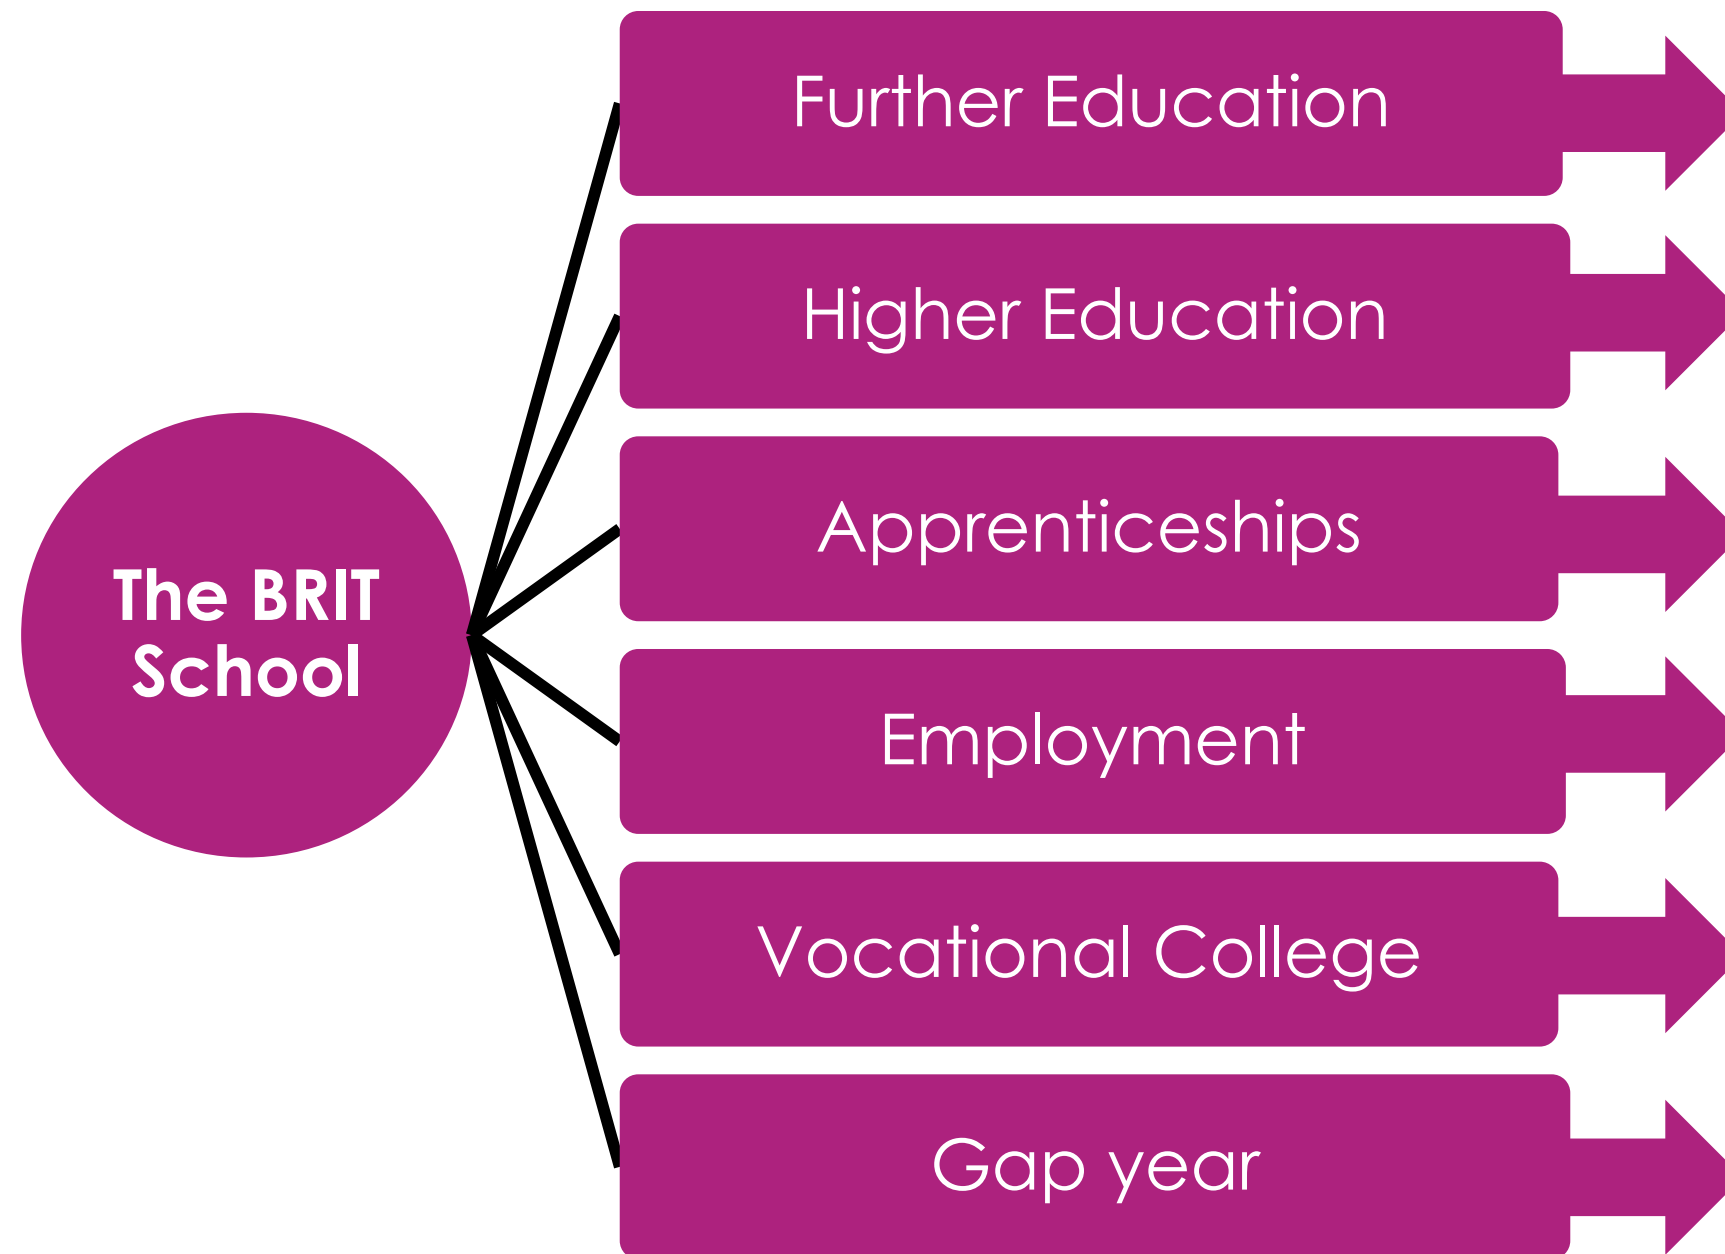 The BRIT
School
Further Education
Higher Education
Apprenticeships
Employment
Vocational College
Gap year